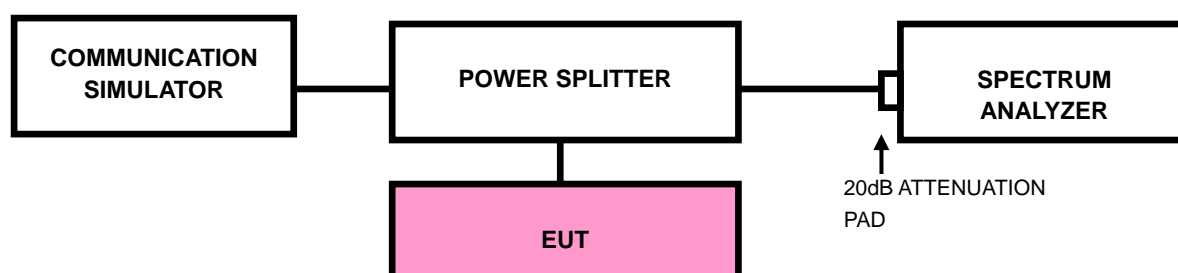 COMMUNICATION
SIMULATOR
POWER SPLITTER
SPECTRUM
ANALYZER
20dB ATTENUATION
PAD
EUT